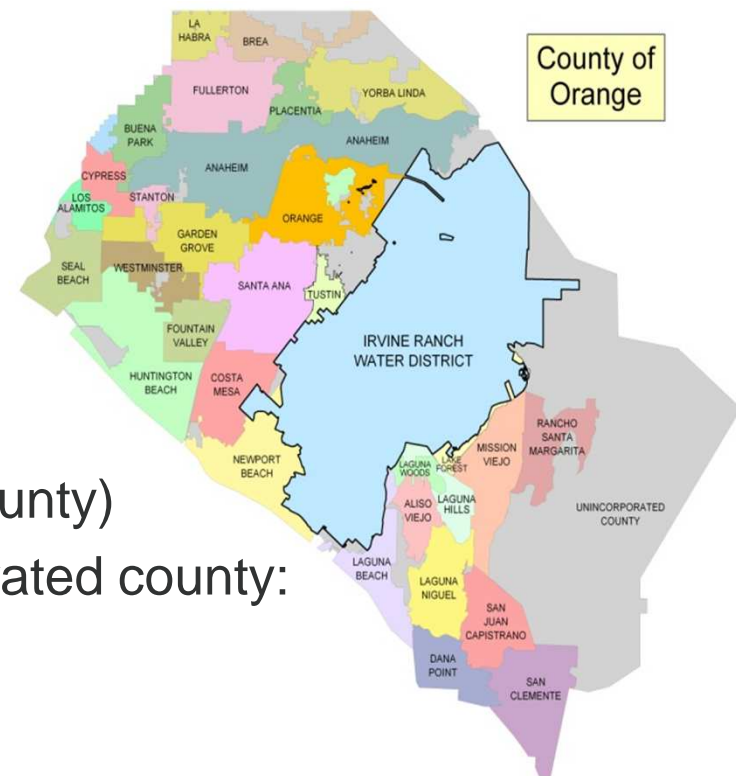 County of
Orange
LA
HABRA
BREA
FULLERTON
PLACENTIA
YORBA LINDA
BUENA
PARK
ANAHEIM
ANAHEIM
CYPRESS
LOS
ALAMITOS
STANTON
ORANGE
GARDEN
GROVE
SEAL
BEACH
WESTMINSTER
SANTA ANA
TUSTIN
FOUNTAIN
VALLEY
IRVINE RANCH
WATER DISTRICT
HUNTINGTON
BEACH
COSTA
MESA
NEWPORT
BEACH
LAGUNA
WOODS
LAKE
FOREST
MISSION
VIEJO
RANCHO
SANTA
MARGARITA
ALISO
VIEJO
LAGUNA
HILLS
UNINCORPORATED
COUNTY
ounty)
ated county:
LAGUNA
BEACH
LAGUNA
NIGUEL
SAN
JUAN
CAPISTRANO
DANA
POINT
SAN
CLEMENTE